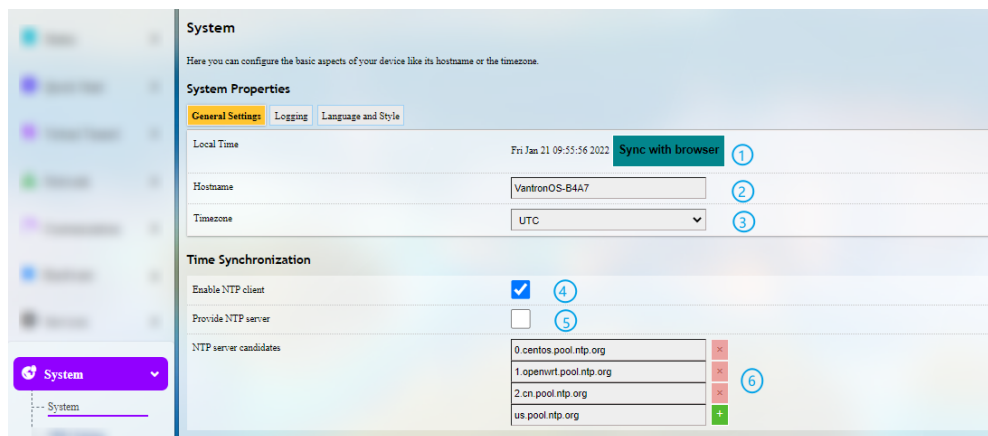 System
Here you can configure the basic aspects of your device like its hostname or the timezone.
System Properties
General Settings Logging Language and Style
Local Time Fri Jan 21 09:55:56 2022 Sync with browser 1
Hostname VantronOS-B4A7 2
Timezone UTC 3
Time Synchronization
Enable NTP client 4
Provide NTP server 5
NTP server candidates 0.centos.pool.ntp.org ×
1.openwrt.pool.ntp.org × 6
2.cn.pool.ntp.org ×
us.pool.ntp.org +
System
System